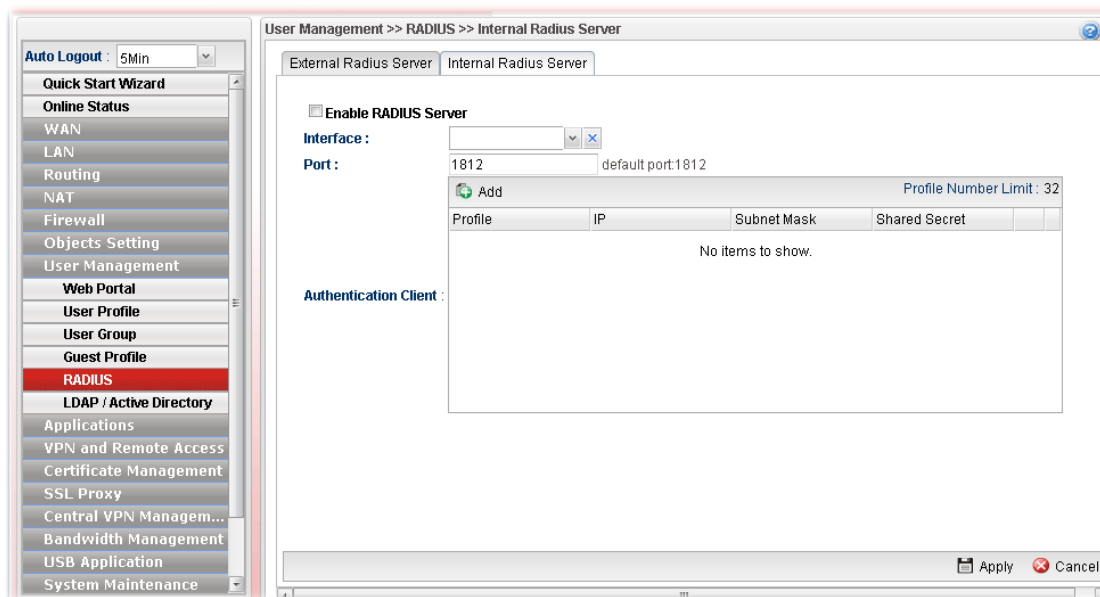 User Management >> RADIUS >> Internal Radius Server
Auto Logout : 5Min
Quick Start Wizard
Online Status
WAN
LAN
Routing
NAT
Firewall
Objects Setting
User Management
Web Portal
User Profile
User Group
Guest Profile
RADIUS
LDAP / Active Directory
Applications
VPN and Remote Access
Certificate Management
SSL Proxy
Central VPN Managem...
Bandwidth Management
USB Application
System Maintenance
External Radius Server Internal Radius Server
Enable RADIUS Server
Interface :
Port : 1812 default port:1812
Add Profile Number Limit : 32
Profile IP Subnet Mask Shared Secret
No items to show.
Authentication Client :
Apply Cancel